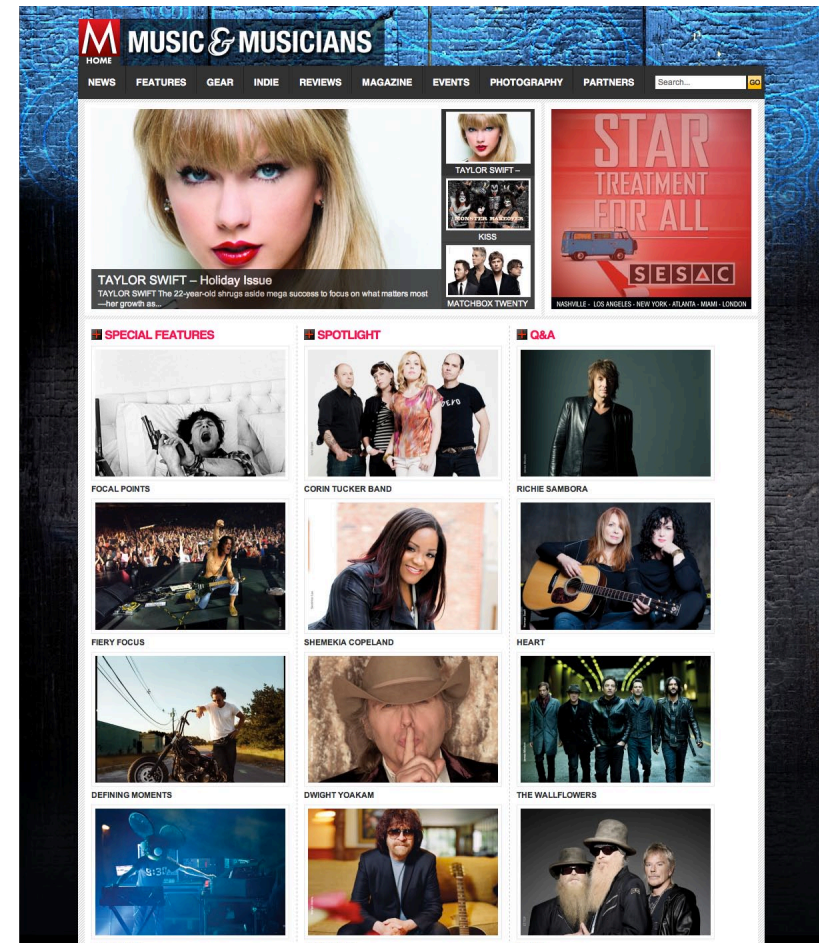 M
HOME
MUSIC & MUSICIANS
NEWS FEATURES GEAR INDIE REVIEWS MAGAZINE EVENTS PHOTOGRAPHY PARTNERS Search... GO
TAYLOR SWIFT – Holiday Issue
TAYLOR SWIFT The 22-year-old shrugs aside mega success to focus on what matters most
—her growth as...
TAYLOR SWIFT –
MONSTER MAKEOVER
KISS
MATCHBOX TWENTY
STAR
TREATMENT
FOR ALL
SESAC
NASHVILLE - LOS ANGELES - NEW YORK - ATLANTA - MIAMI - LONDON
SPECIAL FEATURES
SPOTLIGHT
Q&A
DEVO
FOCAL POINTS
CORIN TUCKER BAND
RICHIE SAMBORA
FIERY FOCUS
SHEMEKIA COPELAND
HEART
DEFINING MOMENTS
DWIGHT YOAKAM
THE WALLFLOWERS